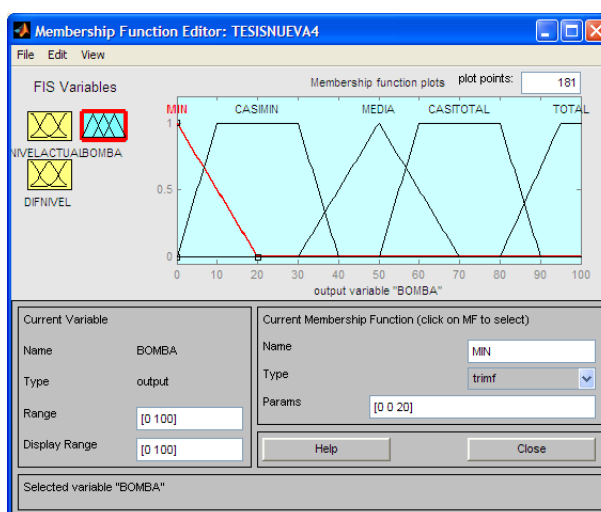 Membership Function Editor: TESISNUEVA4
File Edit View
FIS Variables
NIVELACTUAL
BOMBA
DIFNIVEL
Membership function plots
plot points:
181
MIN CASIMIN MEDIA CASITOTAL TOTAL
1
0.5
0
0 10 20 30 40 50 60 70 80 90 100
output variable "BOMBA"
Current Variable
Name BOMBA
Type output
Range [0 100]
Display Range [0 100]
Current Membership Function (click on MF to select)
Name MIN
Type trimf
Params [0 0 20]
Help Close
Selected variable "BOMBA"